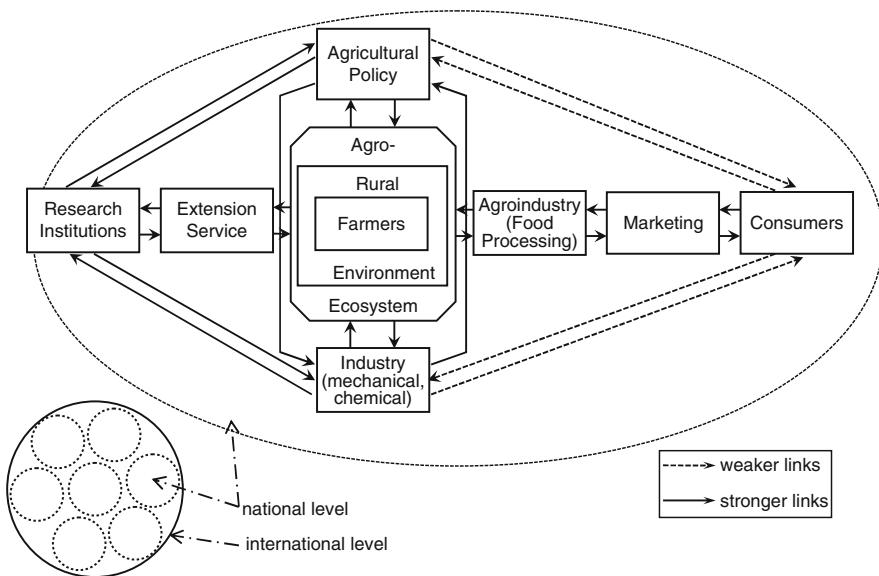 Agricultural
Policy
Agro-
Rural
Farmers
Environment
Ecosystem
Research
Institutions
Extension
Service
Agroindustry
(Food
Processing)
Marketing
Consumers
Industry
(mechanical,
chemical)
national level
international level
weaker links
stronger links